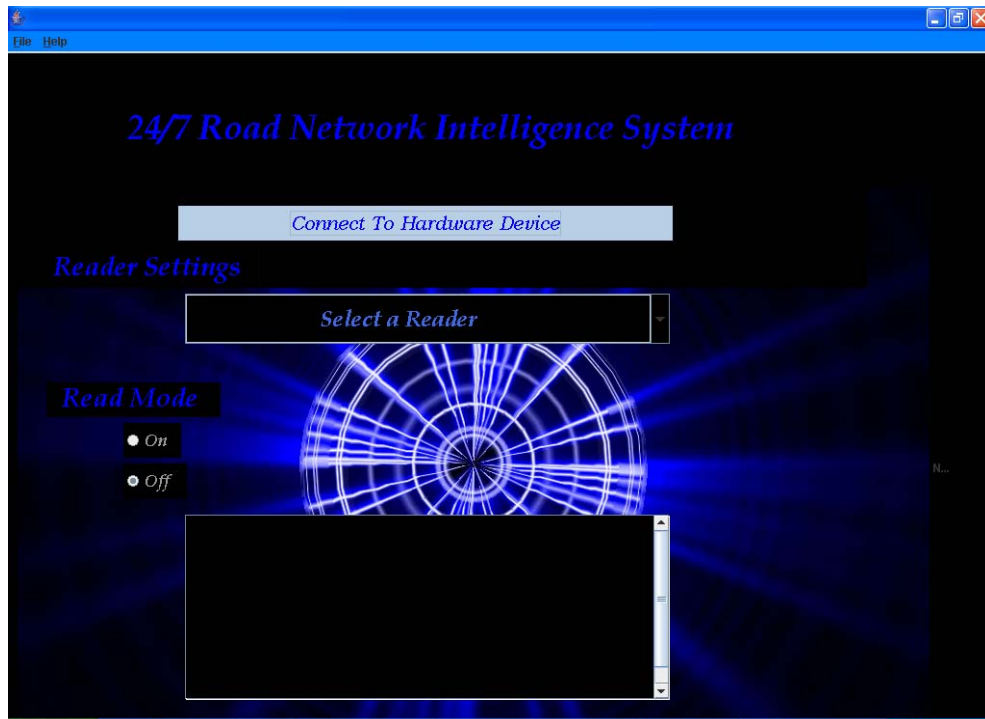 File Help
24/7 Road Network Intelligence System
Connect To Hardware Device
Reader Settings
Select a Reader
Read Mode
On
Off
N...